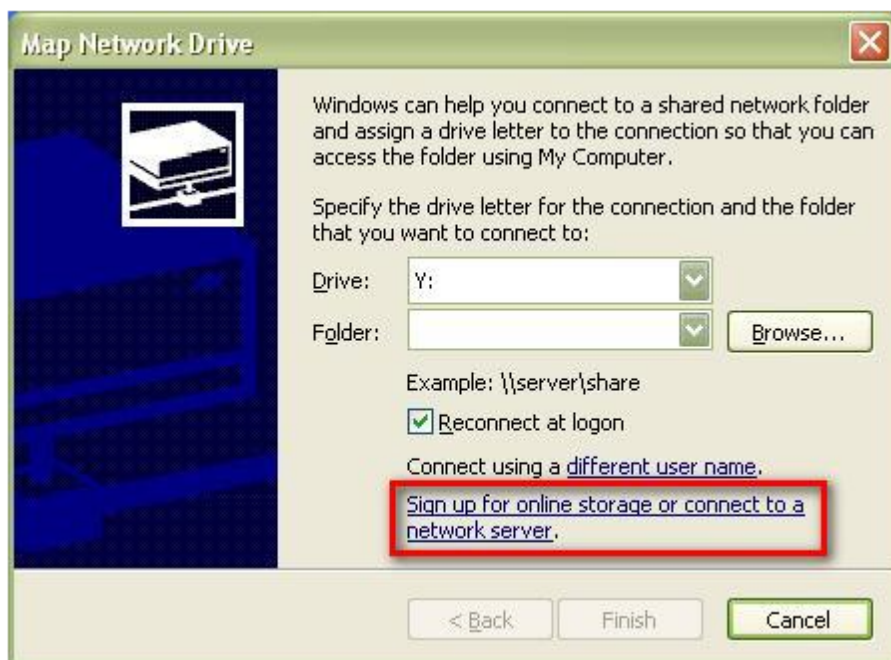 Map Network Drive
Windows can help you connect to a shared network folder
and assign a drive letter to the connection so that you can
access the folder using My Computer.
Specify the drive letter for the connection and the folder
that you want to connect to:
Drive: Y:
Folder: Browse...
Example: \\server\share
Reconnect at logon
Connect using a different user name.
Sign up for online storage or connect to a
network server.
< Back Finish Cancel